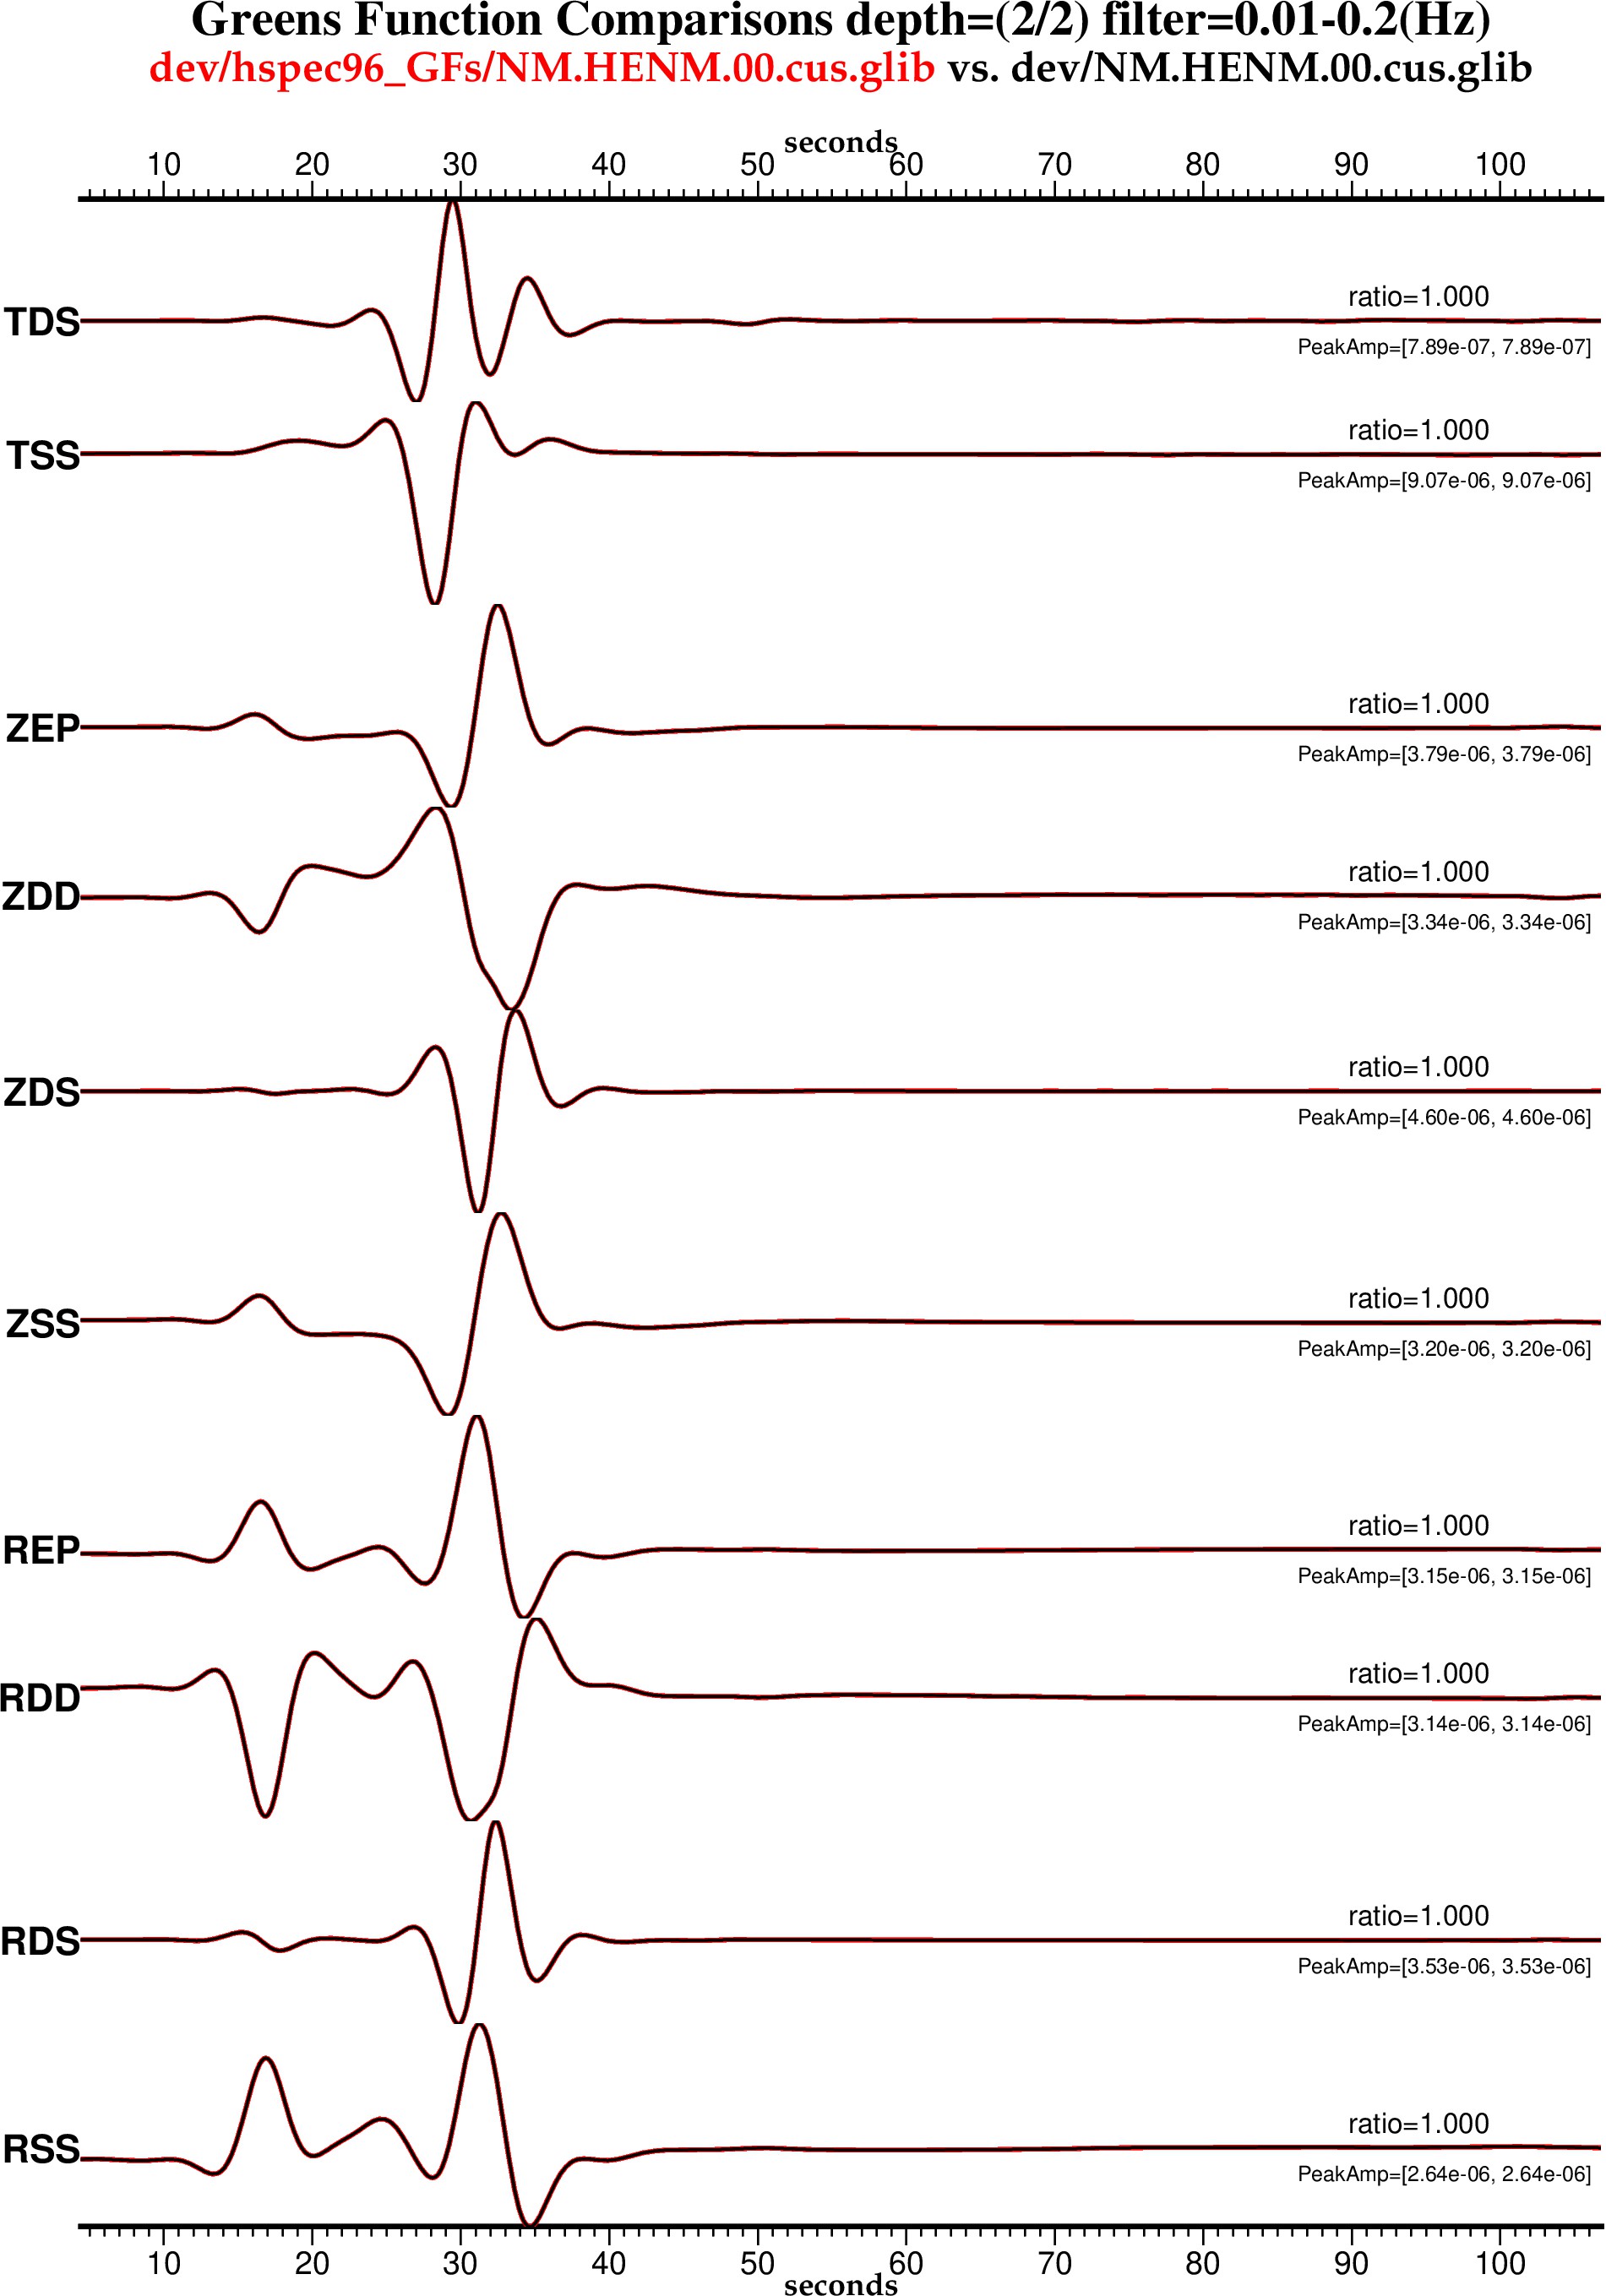 Greens Function Comparisons depth=(2/2) filter=0.01-0.2(Hz)
dev/hspec96_GFs/NM.HENM.00.cus.glib vs. dev/NM.HENM.00.cus.glib
seconds
10 20 30 40 50 60 70 80 90 100
TDS
ratio=1.000
PeakAmp=[7.89e-07, 7.89e-07]
TSS
ratio=1.000
PeakAmp=[9.07e-06, 9.07e-06]
ZEP
ratio=1.000
PeakAmp=[3.79e-06, 3.79e-06]
ZDD
ratio=1.000
PeakAmp=[3.34e-06, 3.34e-06]
ZDS
ratio=1.000
PeakAmp=[4.60e-06, 4.60e-06]
ZSS
ratio=1.000
PeakAmp=[3.20e-06, 3.20e-06]
REP
ratio=1.000
PeakAmp=[3.15e-06, 3.15e-06]
RDD
ratio=1.000
PeakAmp=[3.14e-06, 3.14e-06]
RDS
ratio=1.000
PeakAmp=[3.53e-06, 3.53e-06]
RSS
ratio=1.000
PeakAmp=[2.64e-06, 2.64e-06]
10 20 30 40 50 60 70 80 90 100
seconds